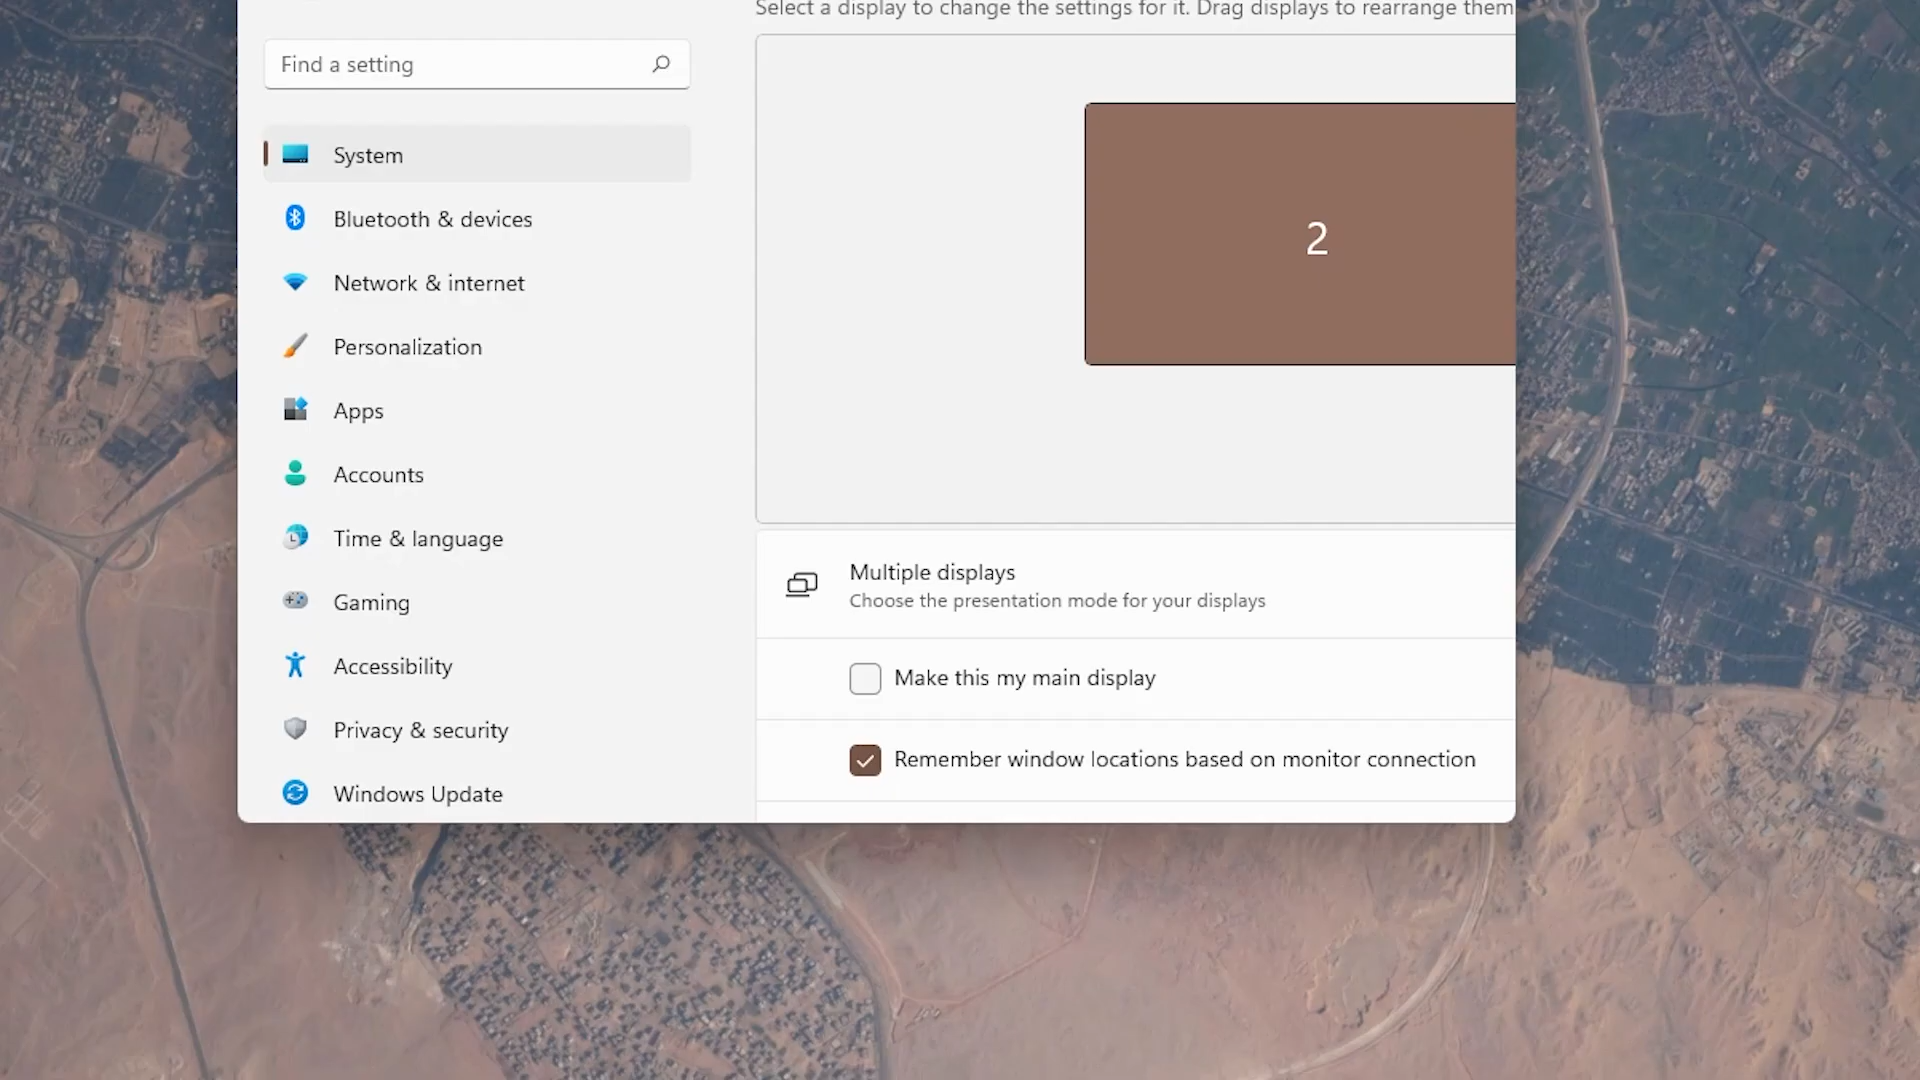 Select a display to change the settings for it. Drag displays to rearrange them
Find a setting
System
Bluetooth & devices
Network & internet
Personalization
Apps
Accounts
Time & language
Gaming
Accessibility
Privacy & security
Windows Update
2
Multiple displays
Choose the presentation mode for your displays
Make this my main display
Remember window locations based on monitor connection